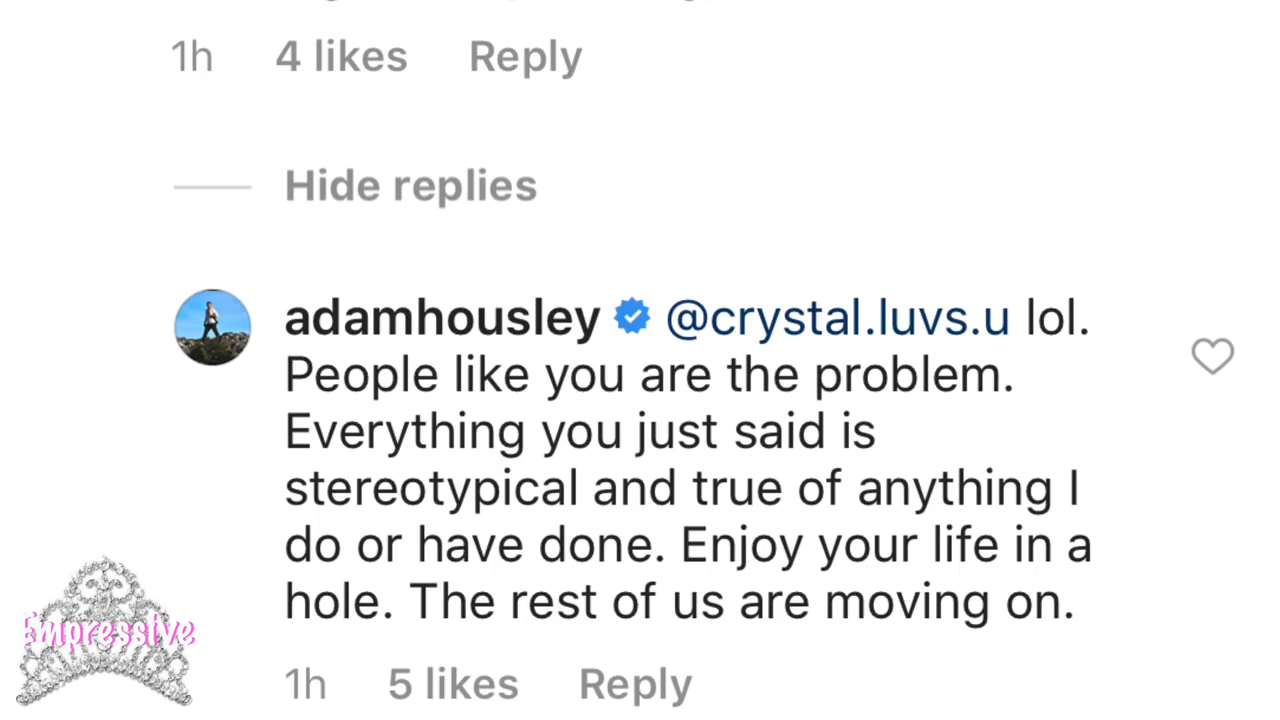 1h 4 likes Reply
Hide replies
adamhousley @crystal.luvs.u lol.
People like you are the problem.
Everything you just said is
stereotypical and true of anything I
do or have done. Enjoy your life in a
hole. The rest of us are moving on.
Empressive
1h 5 likes Reply